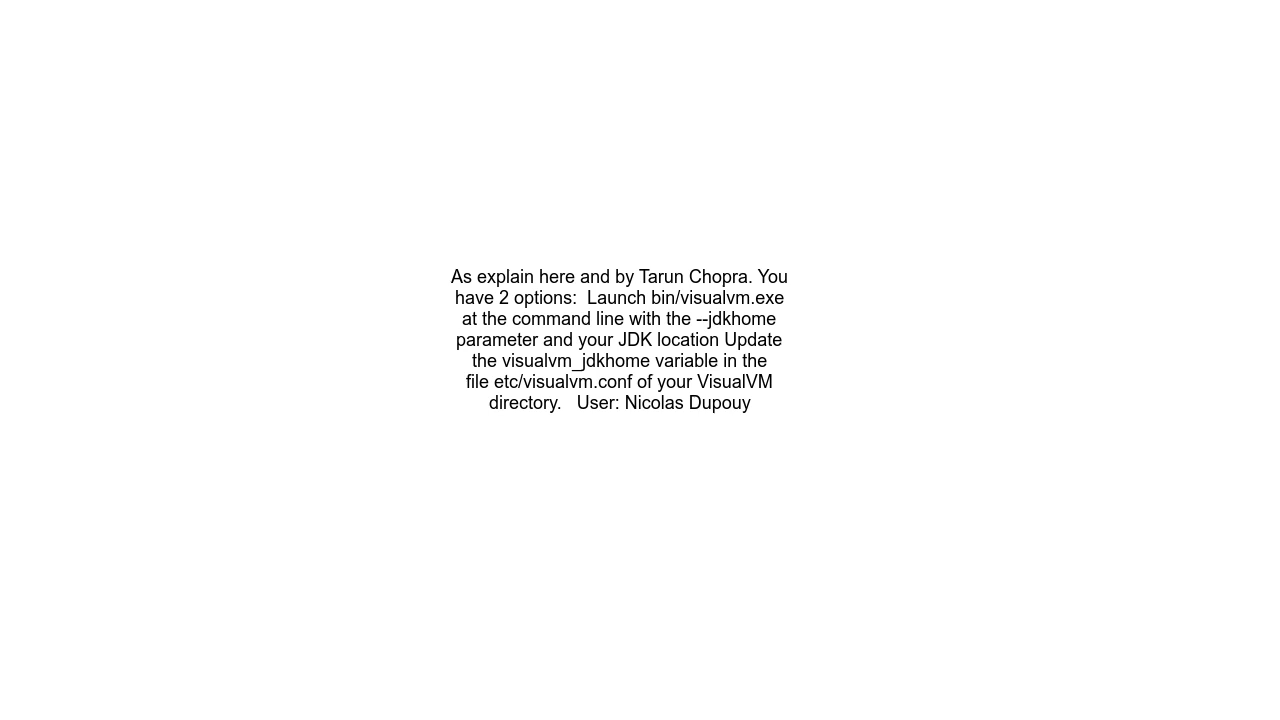 As explain here and by Tarun Chopra. You
have 2 options:  Launch bin/visualvm.exe
at the command line with the --jdkhome
parameter and your JDK location Update
the visualvm_jdkhome variable in the
file etc/visualvm.conf of your VisualVM
directory.   User: Nicolas Dupouy